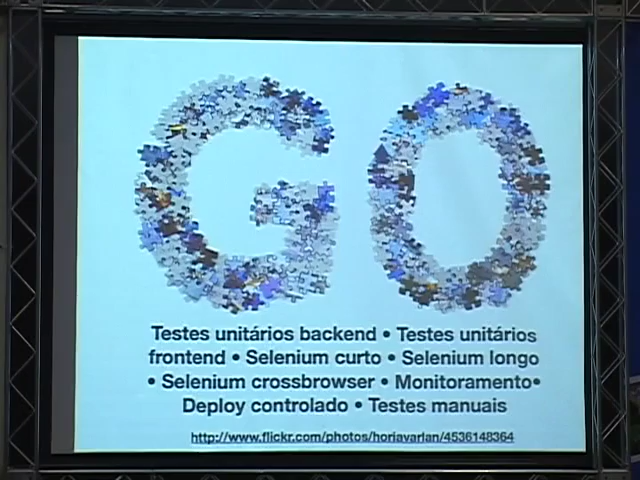 GO
Testes unitários backend • Testes unitários
frontend • Selenium curto • Selenium longo
• Selenium crossbrowser • Monitoramento•
Deploy controlado • Testes manuais
http://www.flickr.com/photos/horiavarlan/4536148364